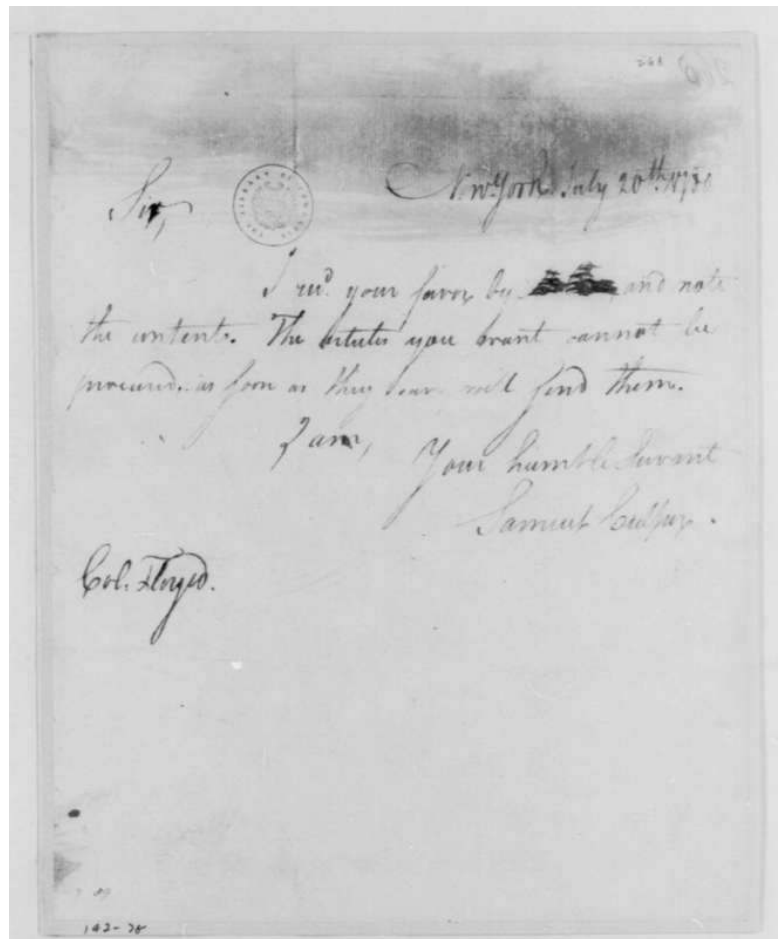 268
New York July 20th. 1780
Sir,
I recd. your favor by and note
the contents. The articles you want cannot be
procured. as soon as they can will send them.
I am,
Your humble Servant
Samuel Culper.
Col. Floyd.
142-78